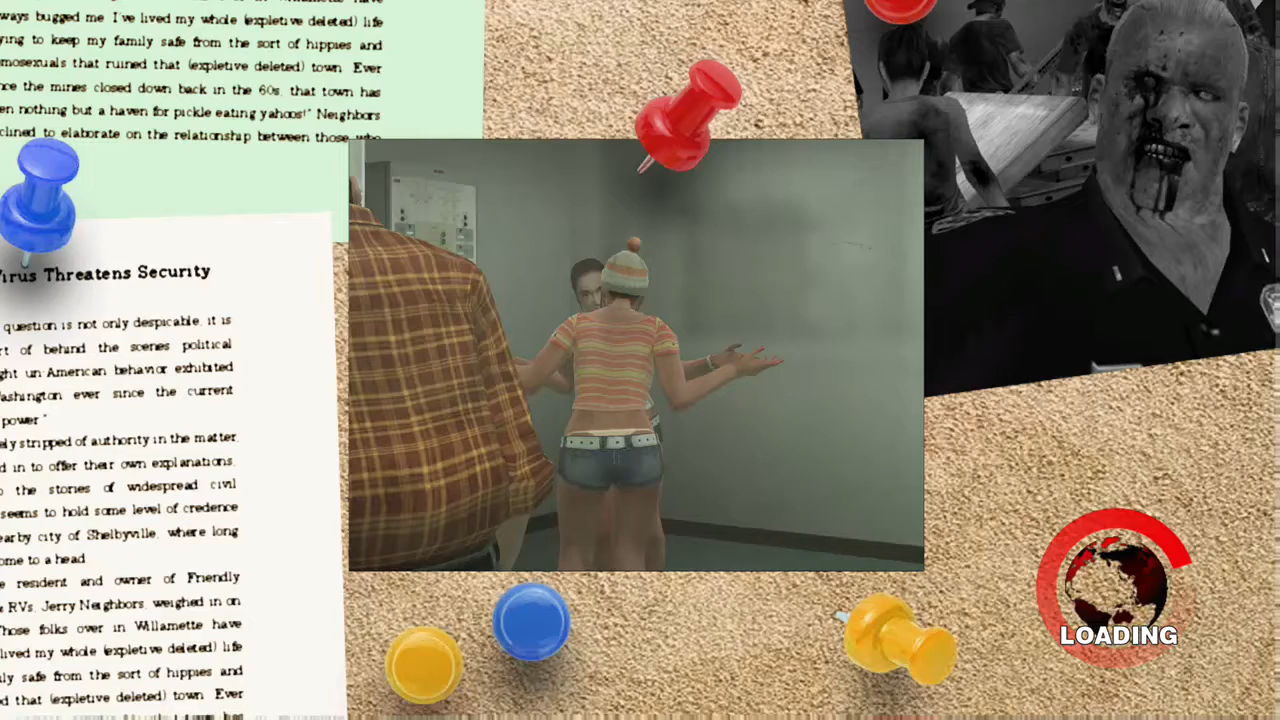 ways bugged me I've lived my whole (expletive deleted) life
ying to keep my family safe from the sort of hippies and
mosexuals that ruined that (expletive deleted) town Ever
nce the mines closed down back in the 60s, that town has
en nothing but a haven for pickle eating yahoos!" Neighbors
clined to elaborate on the relationship between those who
Virus Threatens Security
question is not only despicable, it is
rt of behind the scenes political
ght un-American behavior exhibited
ashington ever since the current
power."
ely stripped of authority in the matter,
d in to offer their own explanations,
o the stories of widespread civil
seems to hold some level of credence
earby city of Shelbyville, where long
ome to a head
e resident and owner of Friendly
RVs, Jerry Neighbors, weighed in on
Those folks over in Willamette have
lived my whole (expletive deleted) life
ly safe from the sort of hippies and
d that (expletive deleted) town Ever
LOADING